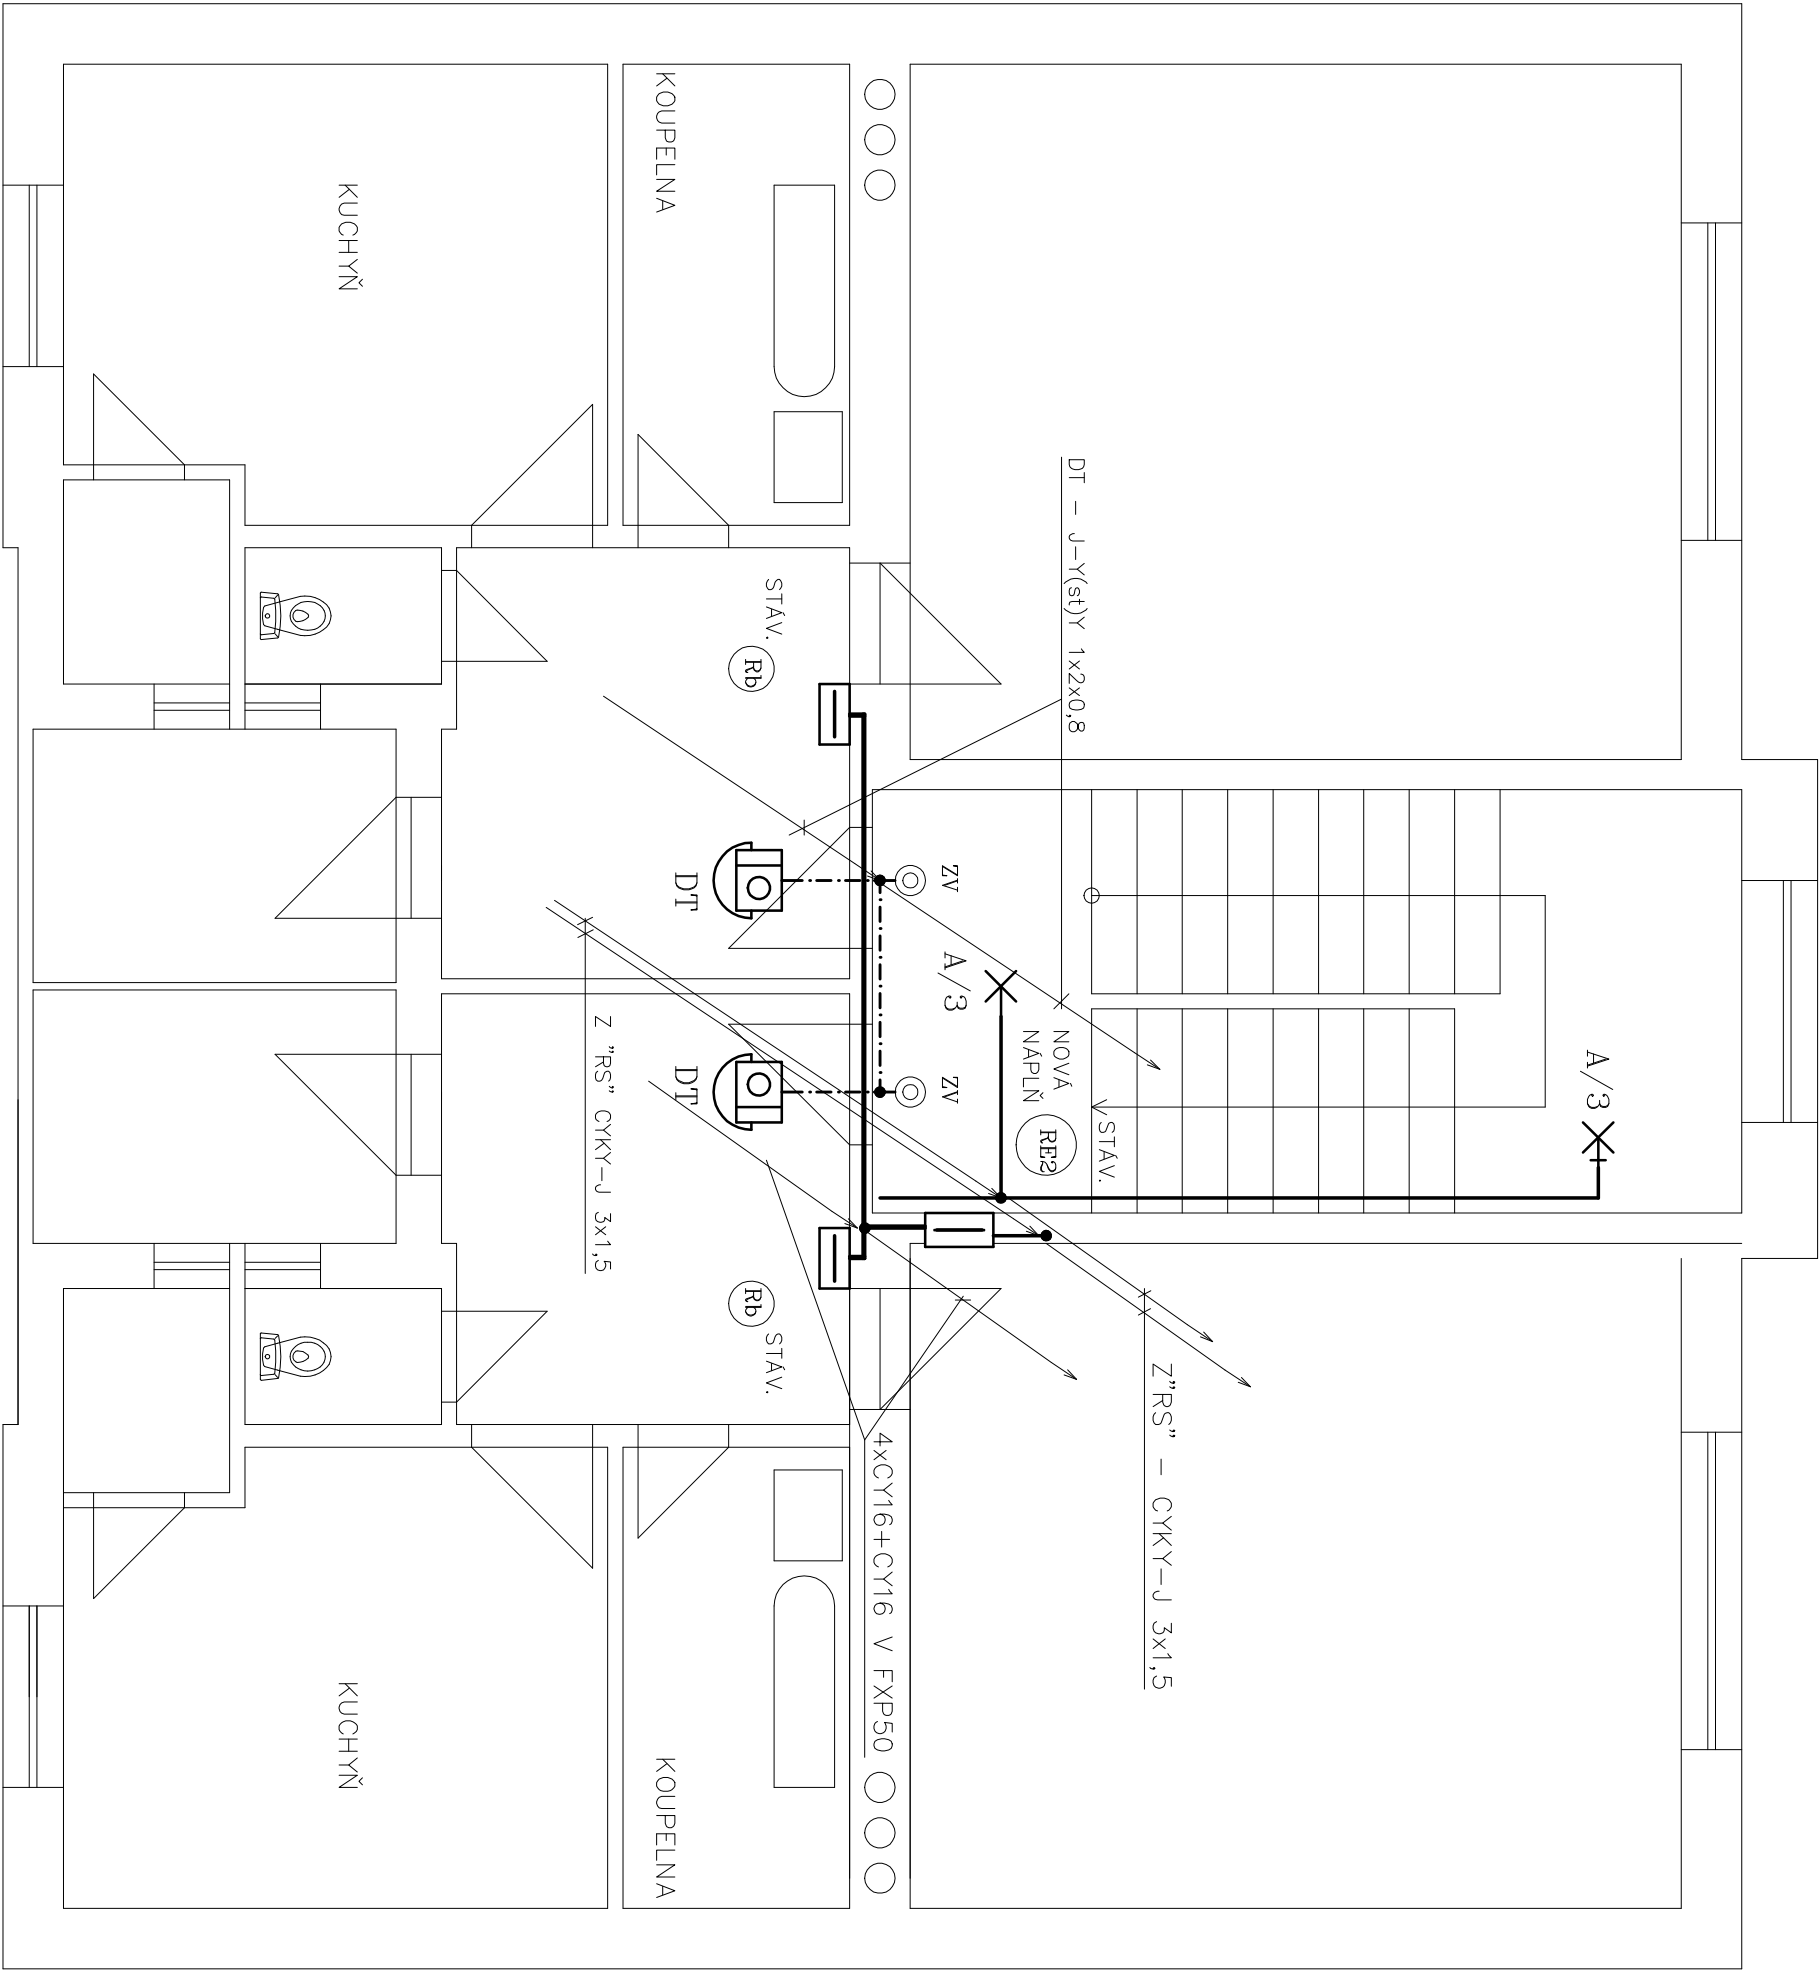 A/3
Z"RS" - CYKY-J 3x1,5
STÁV.
DT - J-Y(st)Y 1x2x0,8
NOVÁ
NÁPLŇ
RE2
A/3
ZV
ZV
4xCY16+CY16 V FXP50
STÁV.
Rb
STÁV.
Rb
DT
DT
KOUPELNA
KOUPELNA
Z "RS" CYKY-J 3x1,5
KUCHYŇ
KUCHYŇ